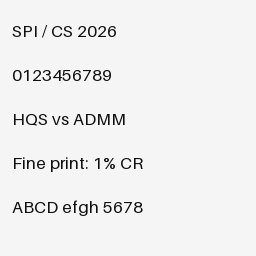 SPI / CS 2026
0123456789
HQS vs ADMM
Fine print: 1% CR
ABCD efgh 5678